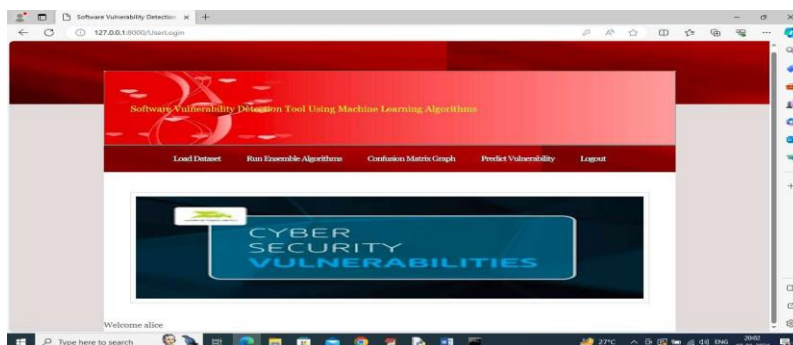 Software Vulnerability Detection
127.0.0.1:8000/UserLogin
Software Vulnerability Detection Tool Using Machine Learning Algorithms
Load Dataset Run Ensemble Algorithms Confusion Matrix Graph Predict Vulnerability Logout
CYBER
SECURITY
VULNERABILITIES
Welcome alice
Type here to search 27°C ENG 20:02